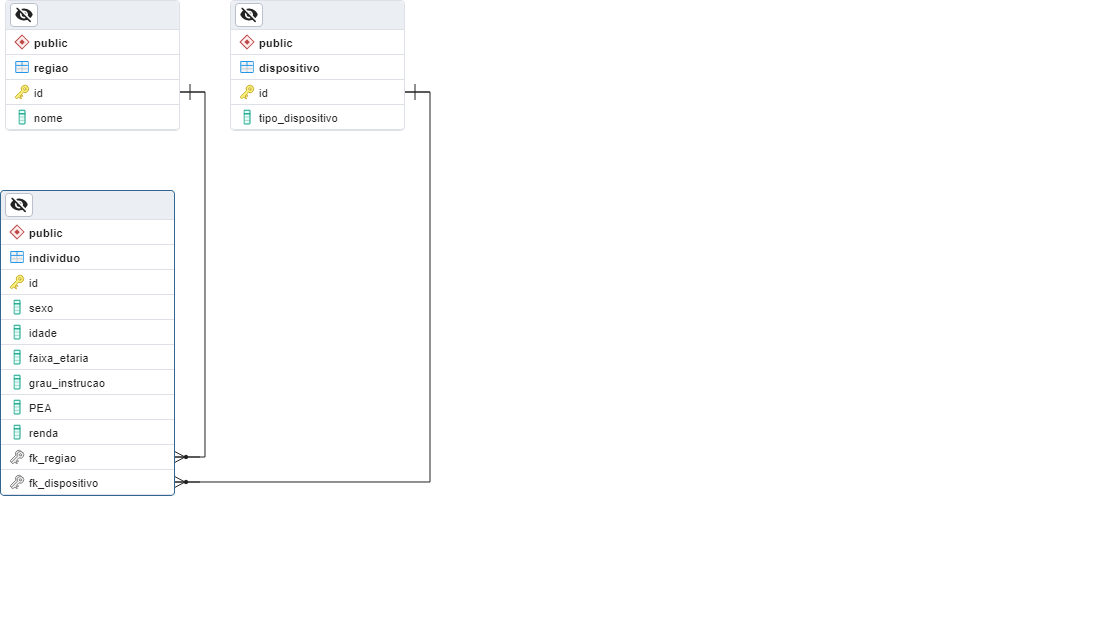 public
regiao
id
nome
public
dispositivo
id
tipo_dispositivo
public
individuo
id
sexo
idade
faixa_etaria
grau_instrucao
PEA
renda
fk_regiao
fk_dispositivo